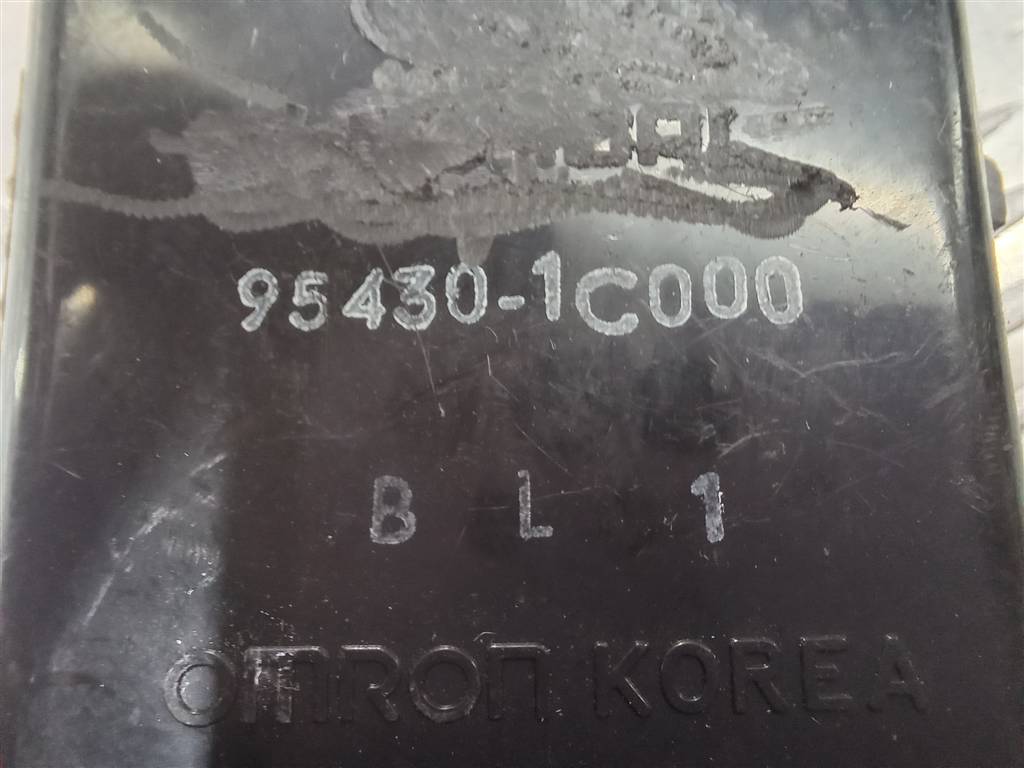 95430-1C000
B L 1
OMRON KOREA